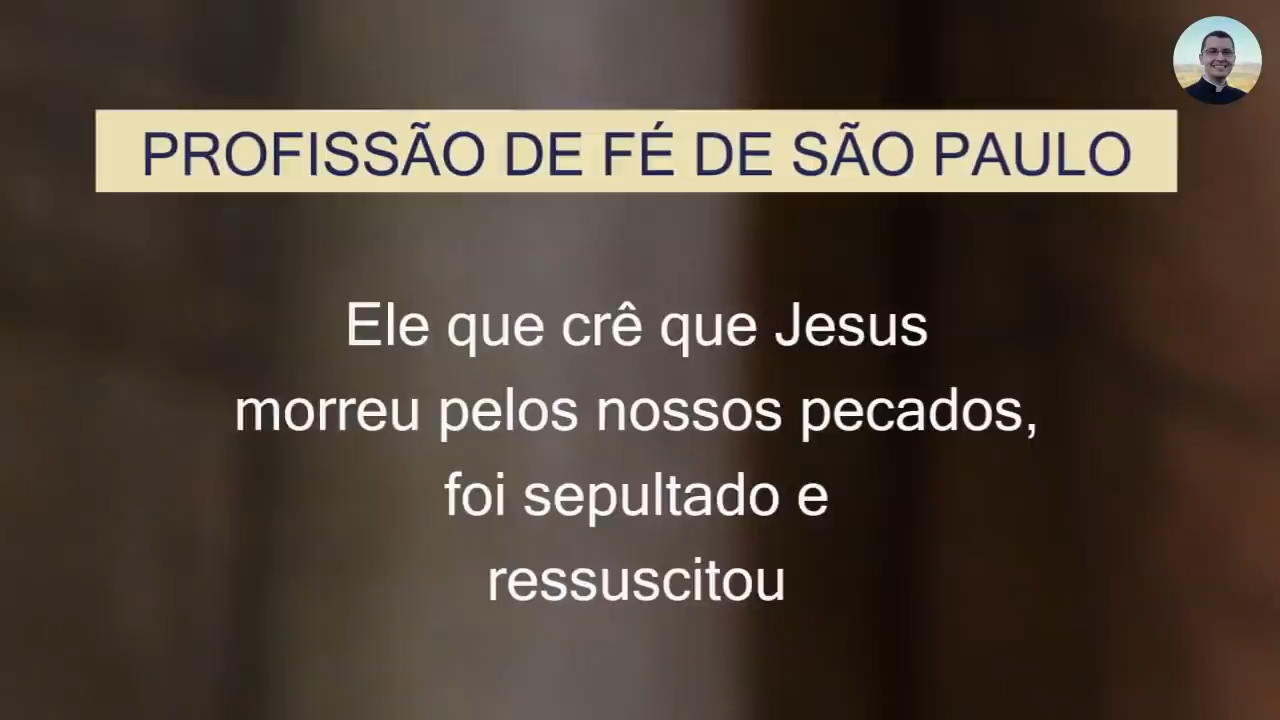 PROFISSÃO DE FÉ DE SÃO PAULO
Ele que crê que Jesus
morreu pelos nossos pecados,
foi sepultado e
ressuscitou